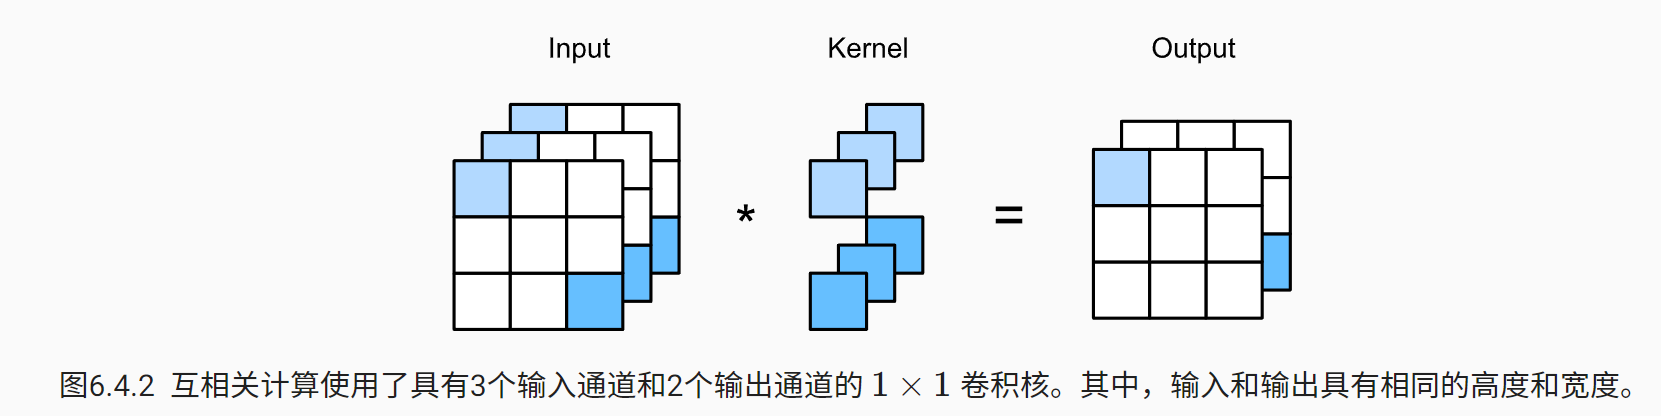 Input Kernel Output
* =
图6.4.2 互相关计算使用了具有3个输入通道和2个输出通道的 1 × 1 卷积核。其中，输入和输出具有相同的高度和宽度。